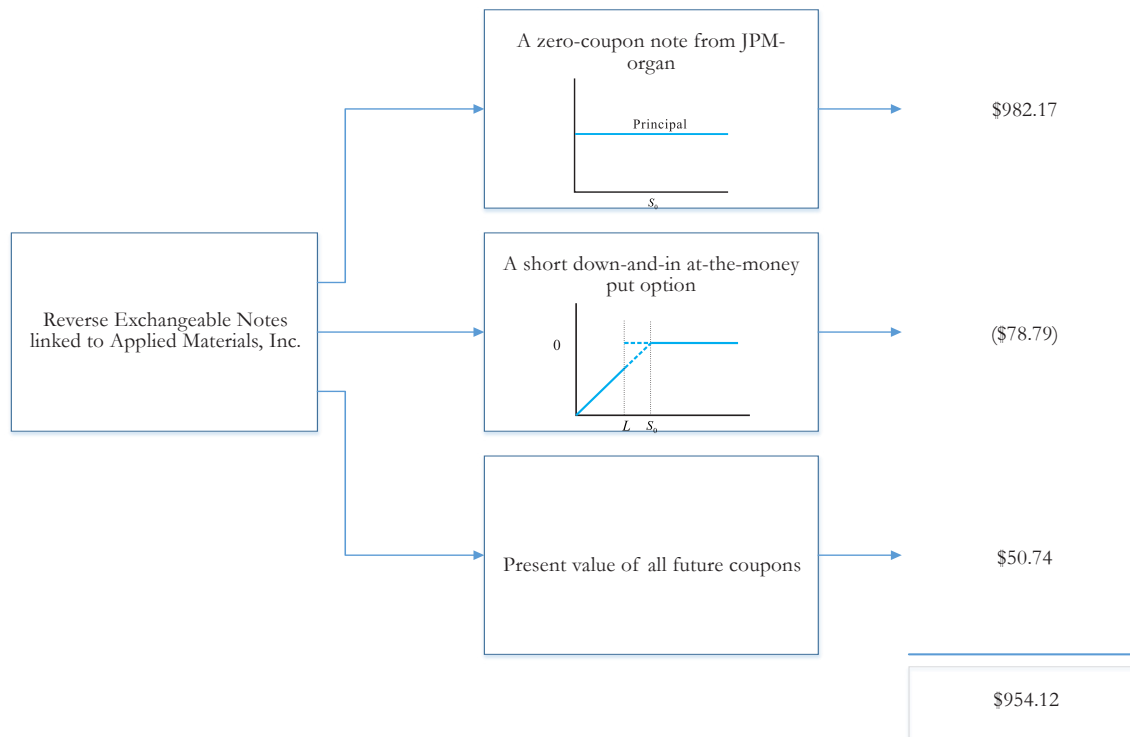 A zero-coupon note from JPM-
organ
Principal
S₀
$982.17
Reverse Exchangeable Notes
linked to Applied Materials, Inc.
A short down-and-in at-the-money
put option
0
L S₀
($78.79)
Present value of all future coupons
$50.74
$954.12